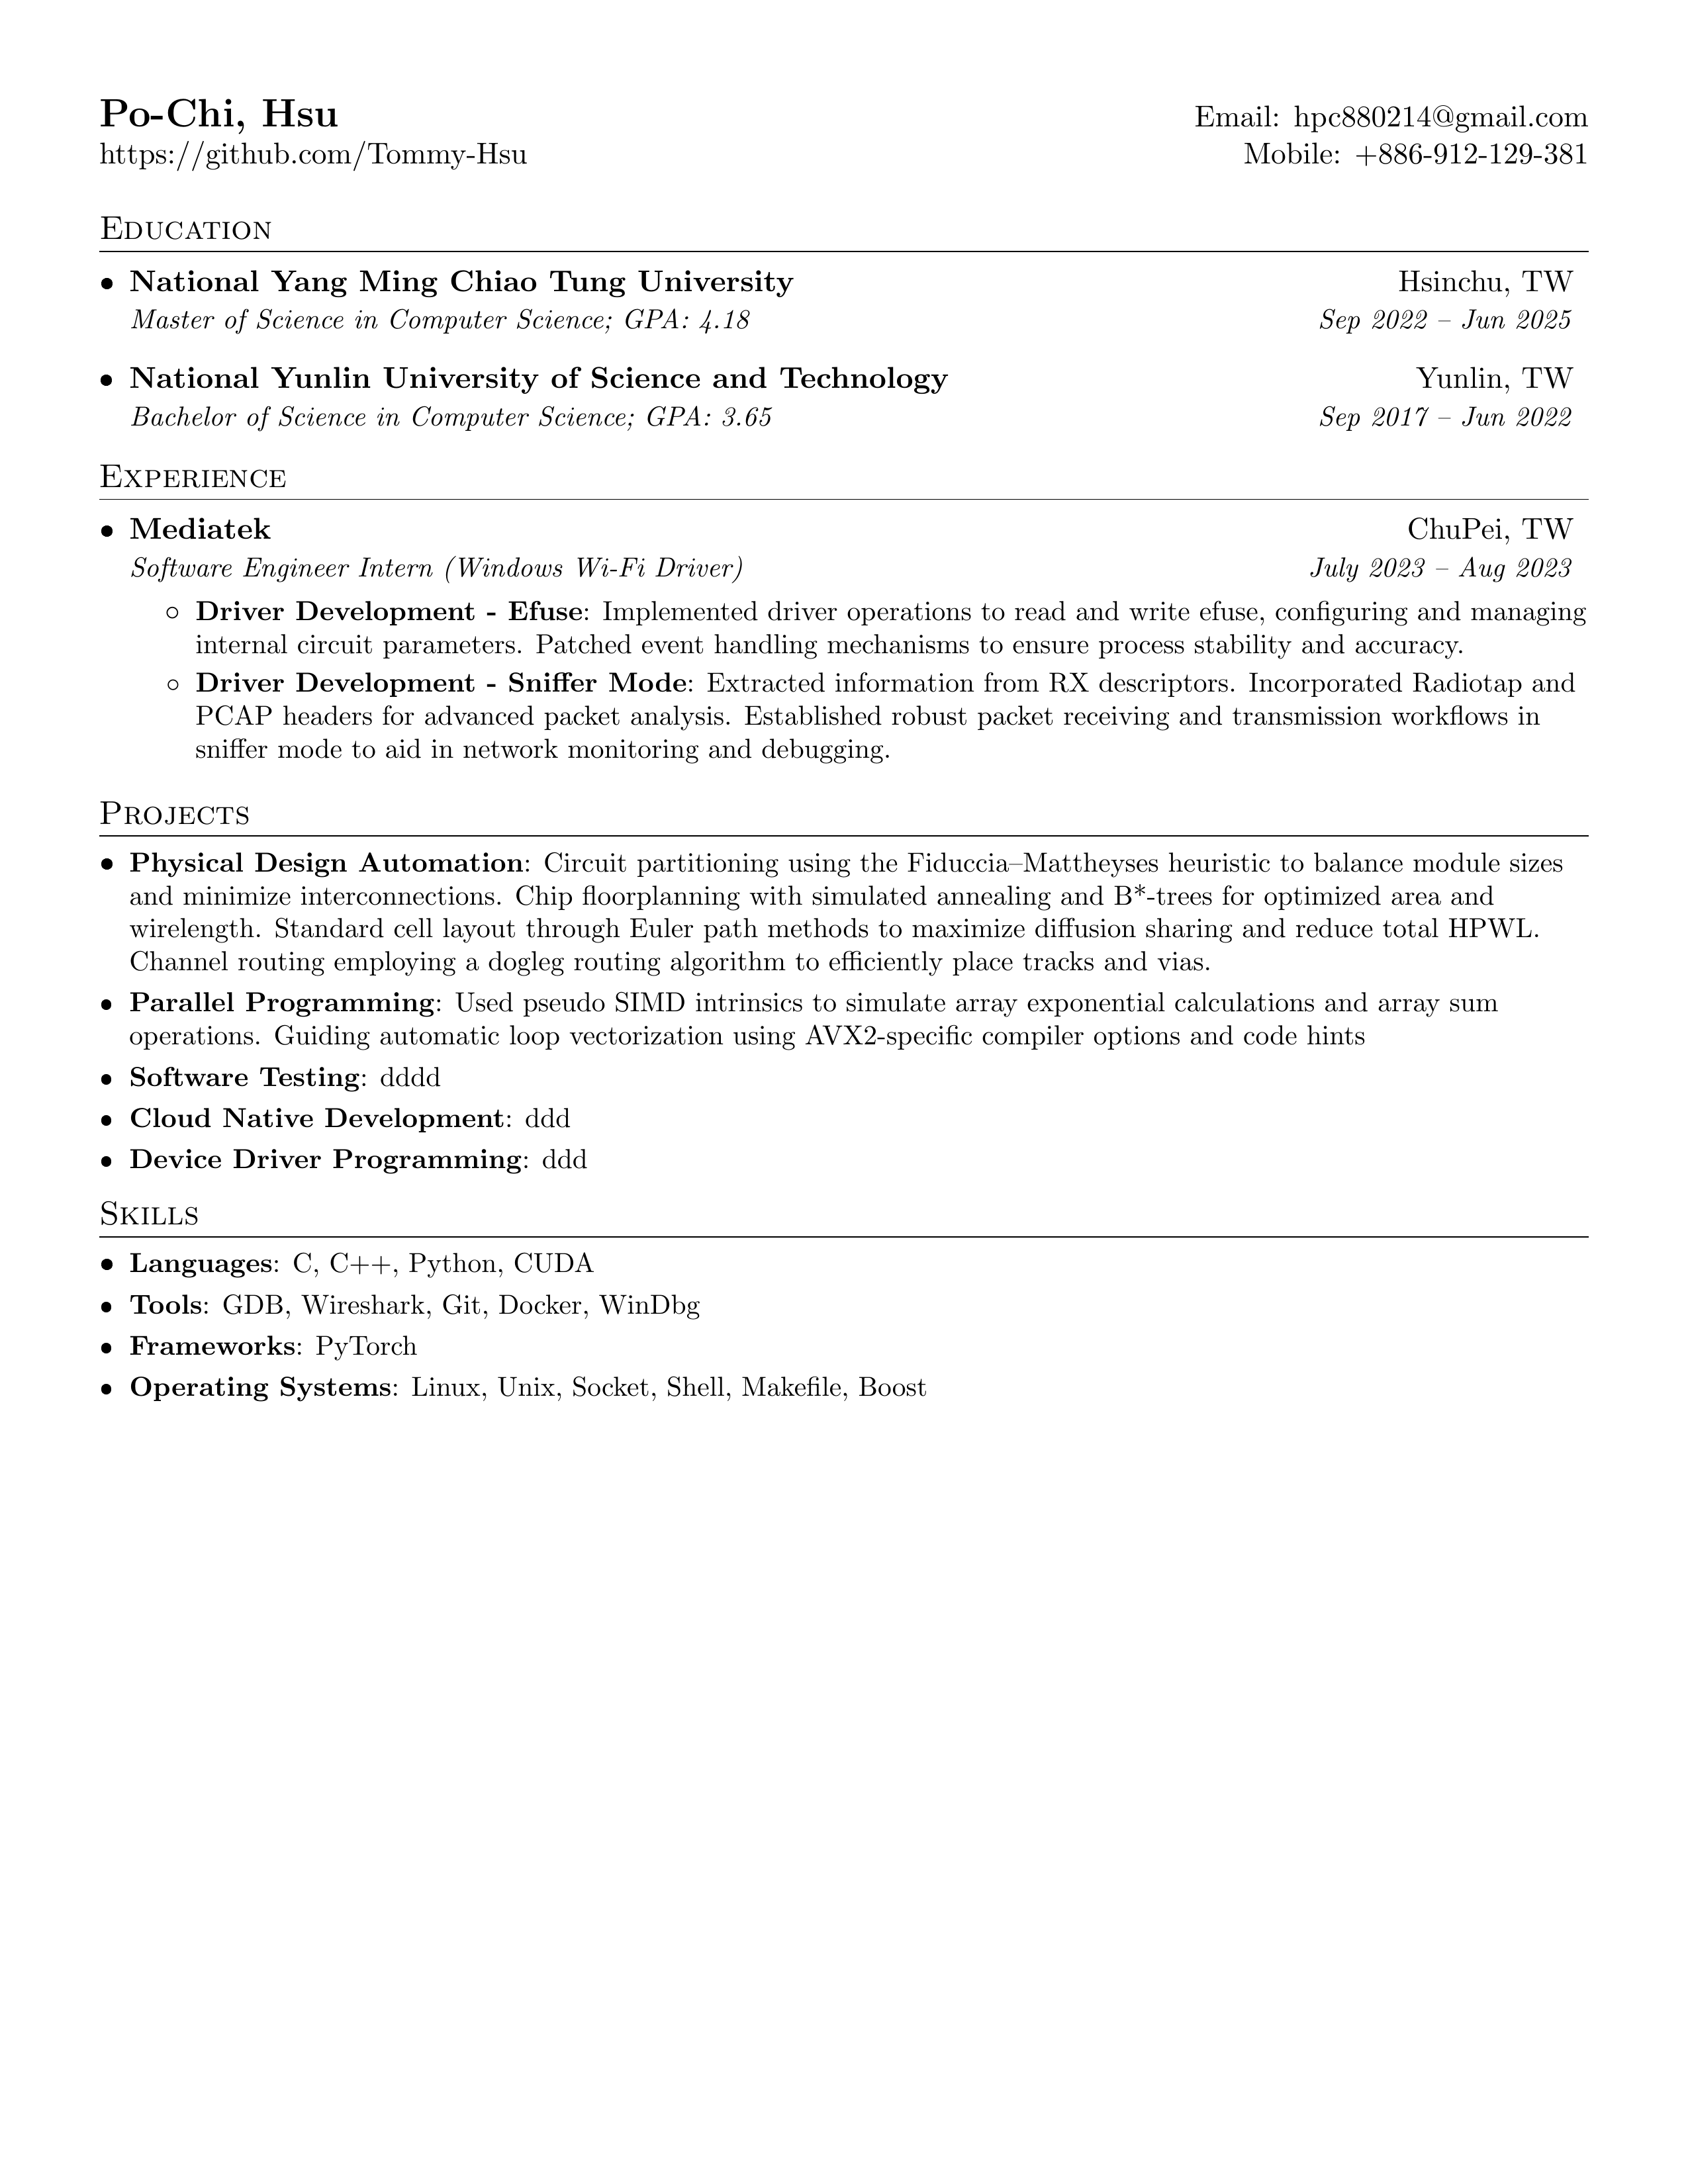 Po-Chi, Hsu
Email: hpc880214@gmail.com
https://github.com/Tommy-Hsu
Mobile: +886-912-129-381
Education
• National Yang Ming Chiao Tung University
Hsinchu, TW
Master of Science in Computer Science; GPA: 4.18
Sep 2022 – Jun 2025
• National Yunlin University of Science and Technology
Yunlin, TW
Bachelor of Science in Computer Science; GPA: 3.65
Sep 2017 – Jun 2022
Experience
• Mediatek
ChuPei, TW
Software Engineer Intern (Windows Wi-Fi Driver)
July 2023 – Aug 2023
◦ Driver Development - Efuse: Implemented driver operations to read and write efuse, configuring and managing
internal circuit parameters. Patched event handling mechanisms to ensure process stability and accuracy.
◦ Driver Development - Sniffer Mode: Extracted information from RX descriptors. Incorporated Radiotap and
PCAP headers for advanced packet analysis. Established robust packet receiving and transmission workflows in
sniffer mode to aid in network monitoring and debugging.
Projects
• Physical Design Automation: Circuit partitioning using the Fiduccia–Mattheyses heuristic to balance module sizes
and minimize interconnections. Chip floorplanning with simulated annealing and B*-trees for optimized area and
wirelength. Standard cell layout through Euler path methods to maximize diffusion sharing and reduce total HPWL.
Channel routing employing a dogleg routing algorithm to efficiently place tracks and vias.
• Parallel Programming: Used pseudo SIMD intrinsics to simulate array exponential calculations and array sum
operations. Guiding automatic loop vectorization using AVX2-specific compiler options and code hints
• Software Testing: dddd
• Cloud Native Development: ddd
• Device Driver Programming: ddd
Skills
• Languages: C, C++, Python, CUDA
• Tools: GDB, Wireshark, Git, Docker, WinDbg
• Frameworks: PyTorch
• Operating Systems: Linux, Unix, Socket, Shell, Makefile, Boost